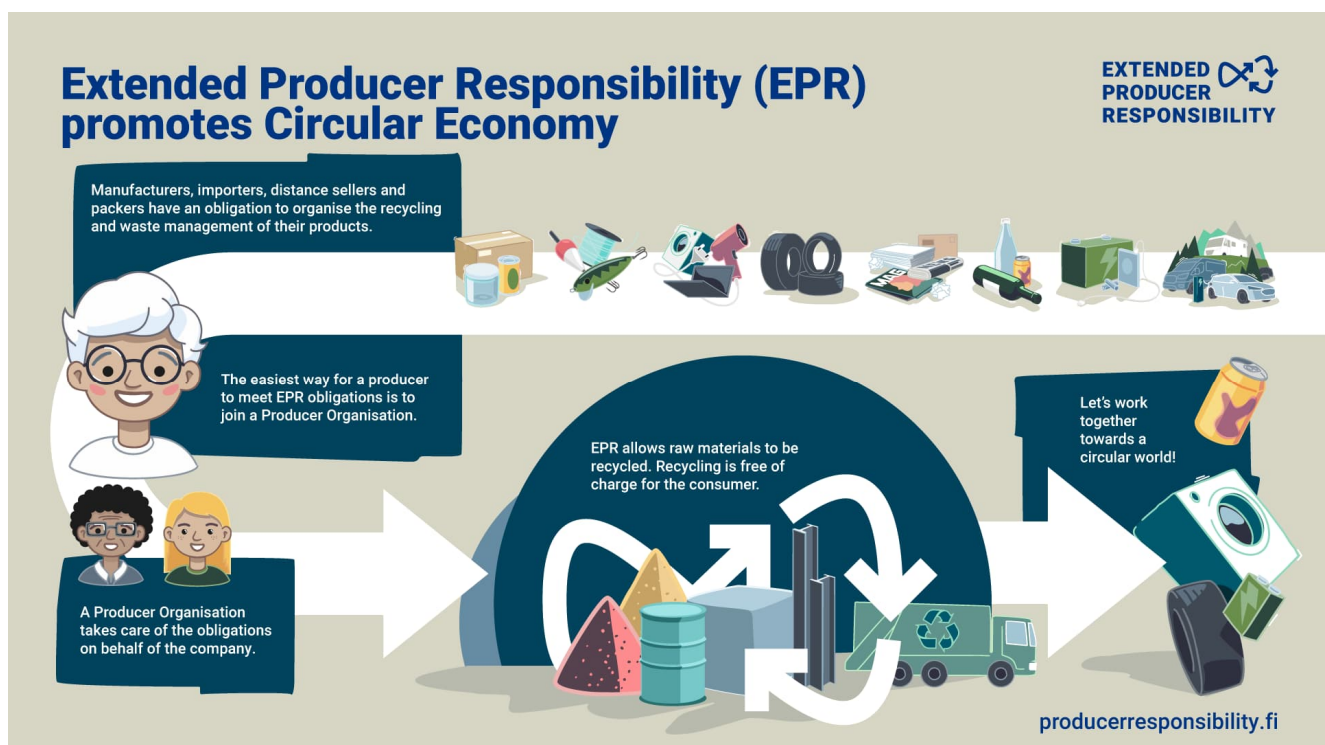 Extended Producer Responsibility (EPR)
promotes Circular Economy
EXTENDED
PRODUCER
RESPONSIBILITY
Manufacturers, importers, distance sellers and
packers have an obligation to organise the recycling
and waste management of their products.
MAG
The easiest way for a producer
to meet EPR obligations is to
join a Producer Organisation.
EPR allows raw materials to be
recycled. Recycling is free of
charge for the consumer.
Let's work
together
towards a
circular world!
A Producer Organisation
takes care of the obligations
on behalf of the company.
producerresponsibility.fi